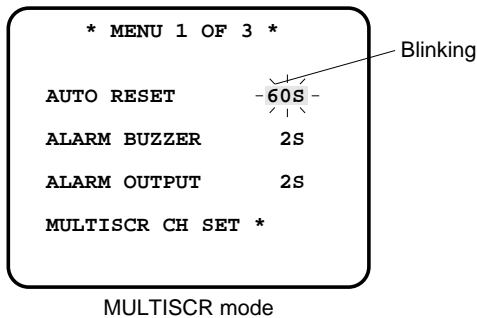 * MENU 1 OF 3 *
Blinking
AUTO RESET 60S
ALARM BUZZER 2S
ALARM OUTPUT 2S
MULTISCR CH SET *
MULTISCR mode